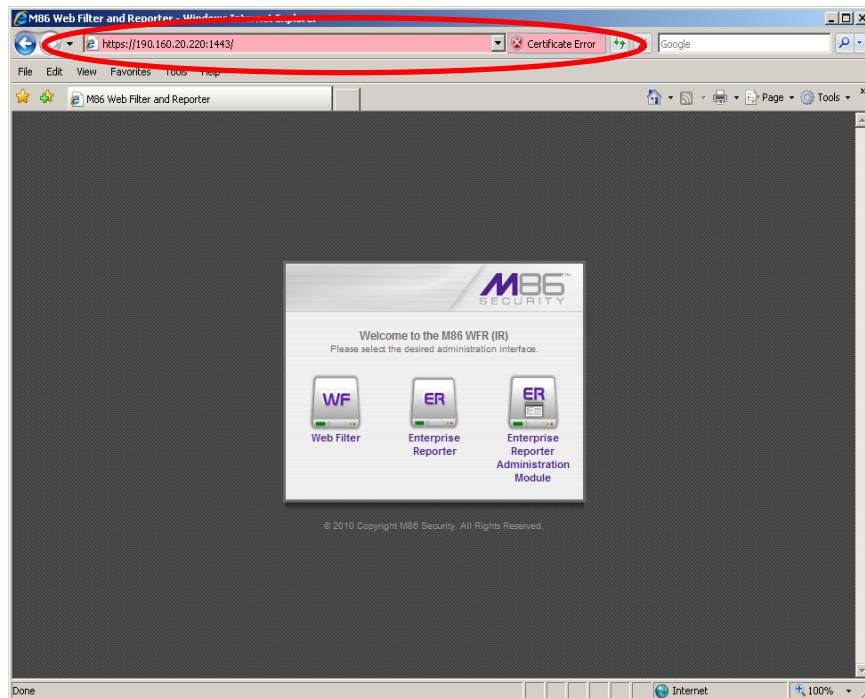 M86 Web Filter and Reporter - Windows Internet Explorer
https://190.160.20.220:1443/
Certificate Error
Google
File Edit View Favorites Tools Help
M86 Web Filter and Reporter
Page
Tools
M86™
SECURITY
Welcome to the M86 WFR (IR)
Please select the desired administration interface.
WF
ER
ER
Web Filter
Enterprise
Reporter
Enterprise
Reporter
Administration
Module
© 2010 Copyright M86 Security. All Rights Reserved.
Done
Internet
100%